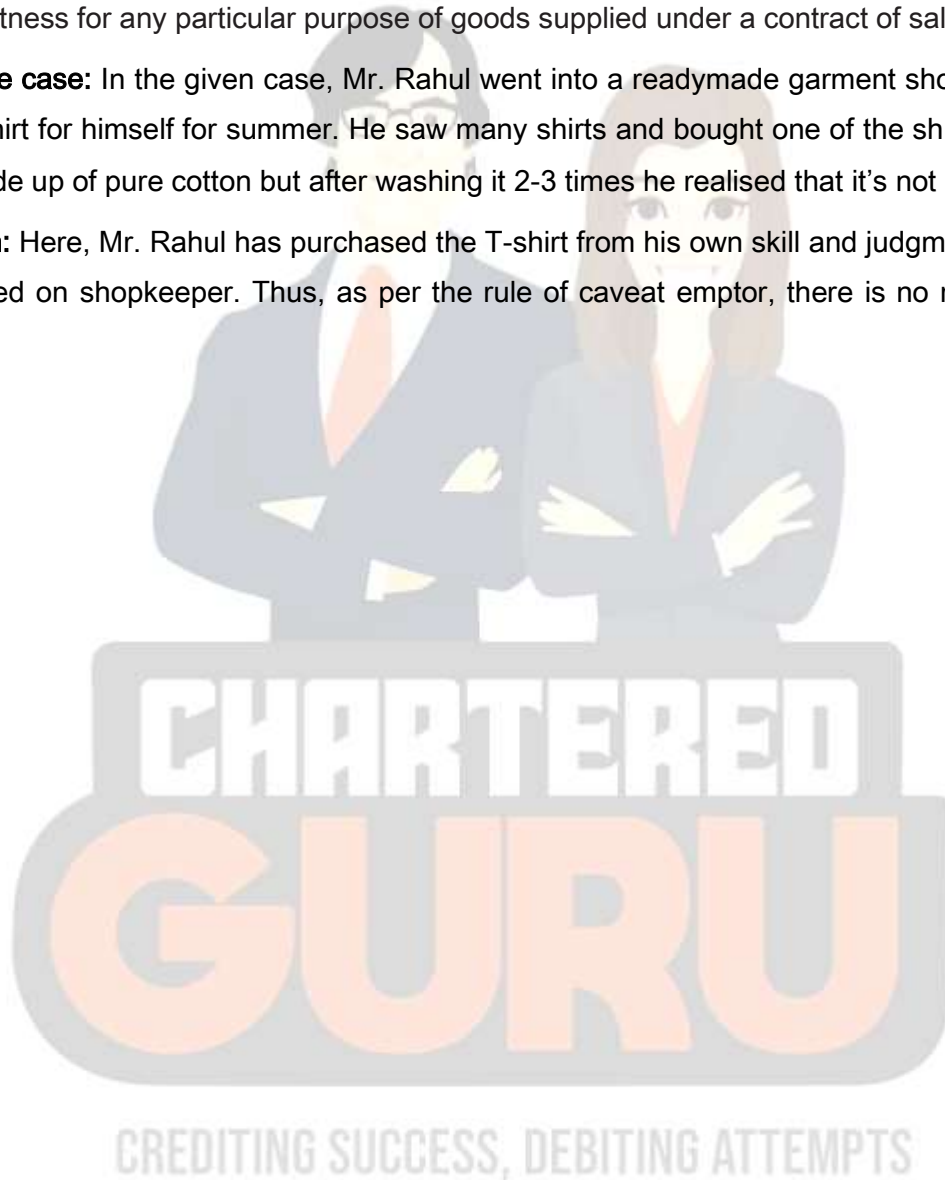 tness for any particular purpose of goods supplied under a contract of sal
e case: In the given case, Mr. Rahul went into a readymade garment sho
hirt for himself for summer. He saw many shirts and bought one of the sh
de up of pure cotton but after washing it 2-3 times he realised that it's not
: Here, Mr. Rahul has purchased the T-shirt from his own skill and judgm
ed on shopkeeper. Thus, as per the rule of caveat emptor, there is no
CHARTERED
GURU
CREDITING SUCCESS, DEBITING ATTEMPTS